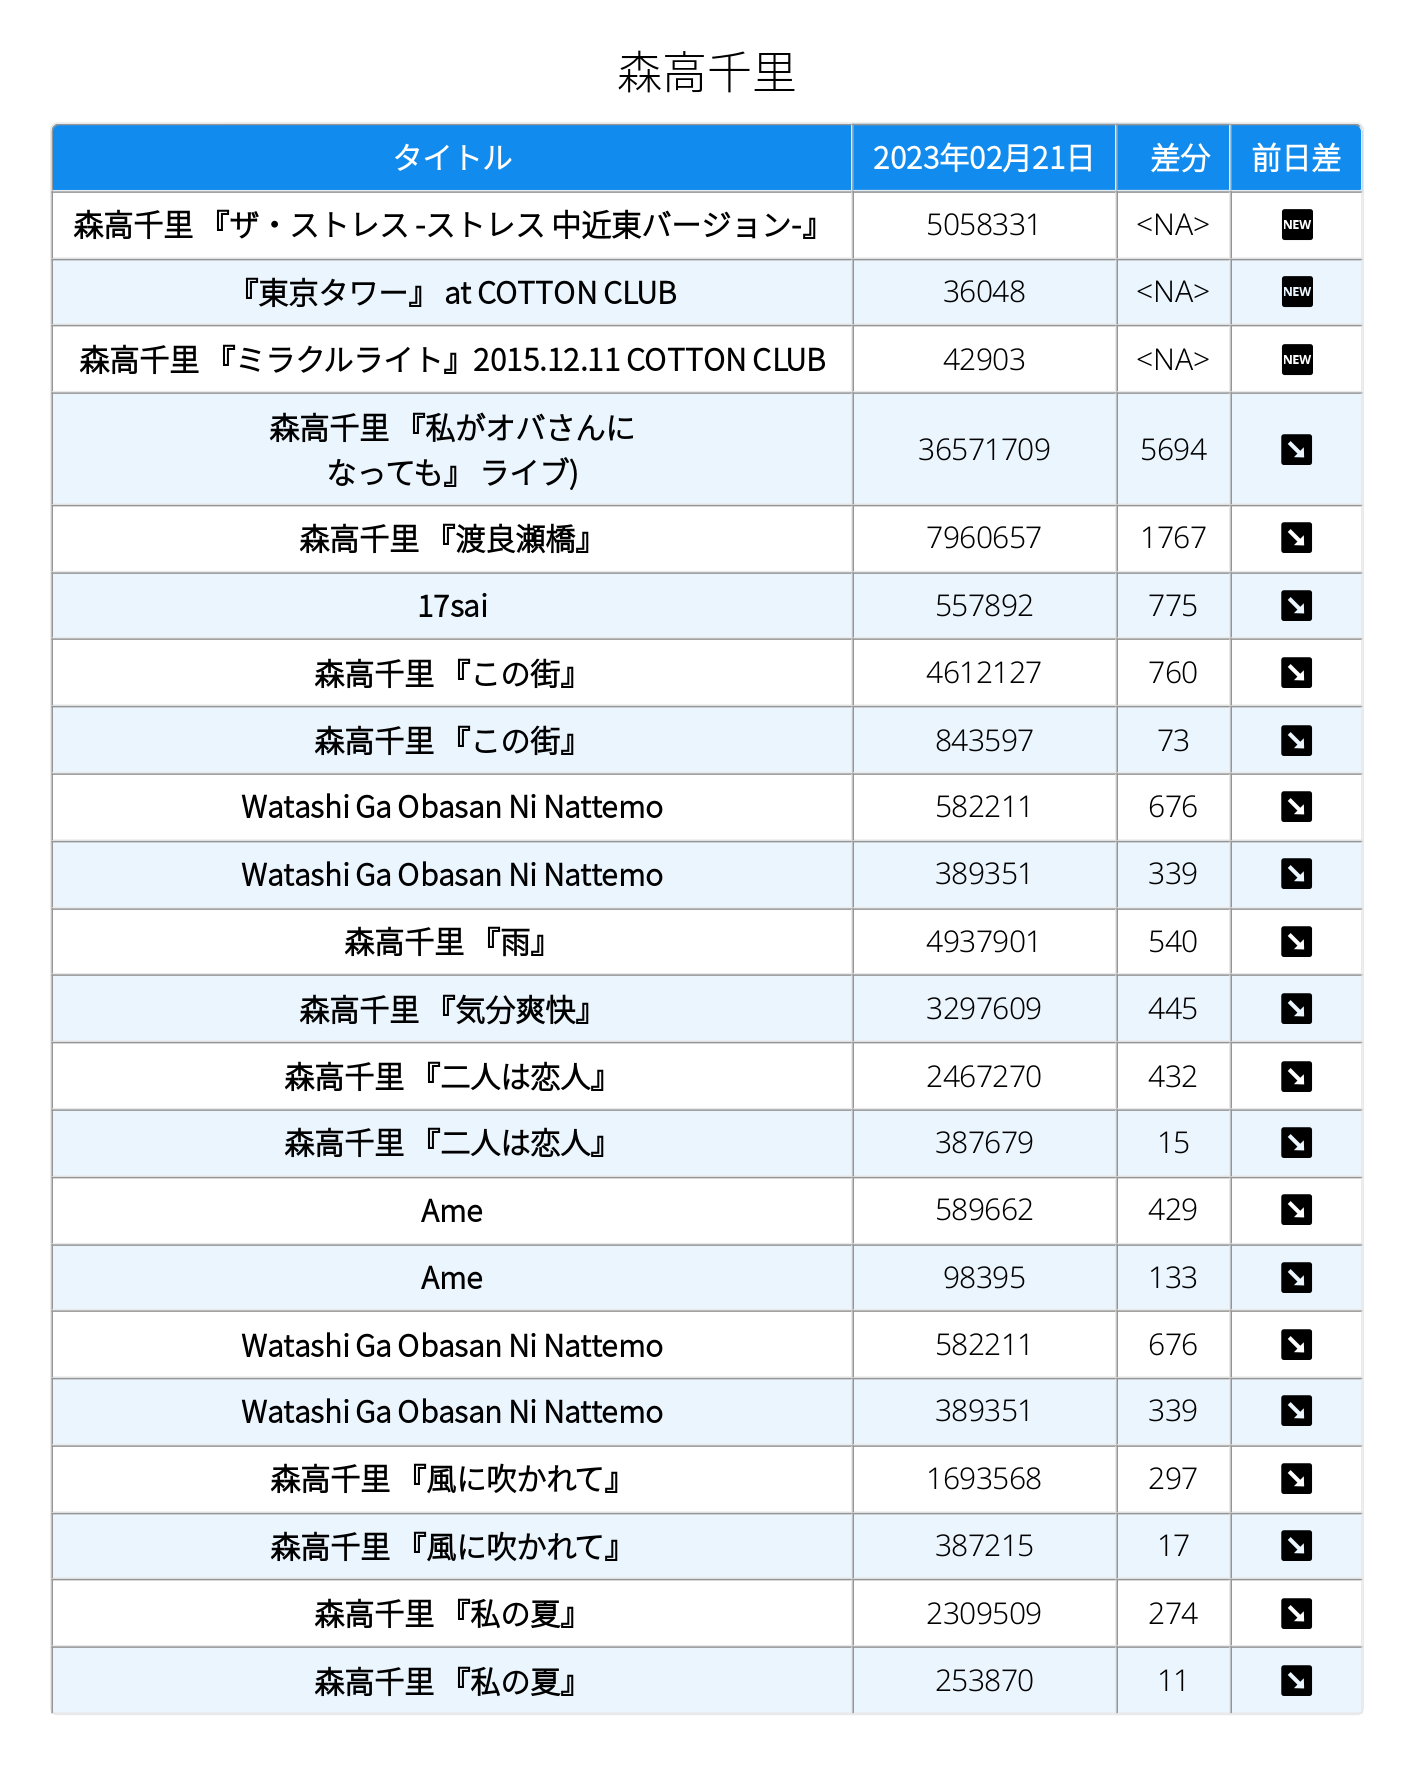 森高千里
タイトル 2023年02月21日 差分 前日差
森高千里 『ザ・ストレス -ストレス 中近東バージョン-』 5058331 <NA> NEW
『東京タワー』 at COTTON CLUB 36048 <NA> NEW
森高千里 『ミラクルライト』2015.12.11 COTTON CLUB 42903 <NA> NEW
森高千里 『私がオバさんに
なっても』 ライブ) 36571709 5694 ↘
森高千里 『渡良瀬橋』 7960657 1767 ↘
17sai 557892 775 ↘
森高千里 『この街』 4612127 760 ↘
森高千里 『この街』 843597 73 ↘
Watashi Ga Obasan Ni Nattemo 582211 676 ↘
Watashi Ga Obasan Ni Nattemo 389351 339 ↘
森高千里 『雨』 4937901 540 ↘
森高千里 『気分爽快』 3297609 445 ↘
森高千里 『二人は恋人』 2467270 432 ↘
森高千里 『二人は恋人』 387679 15 ↘
Ame 589662 429 ↘
Ame 98395 133 ↘
Watashi Ga Obasan Ni Nattemo 582211 676 ↘
Watashi Ga Obasan Ni Nattemo 389351 339 ↘
森高千里 『風に吹かれて』 1693568 297 ↘
森高千里 『風に吹かれて』 387215 17 ↘
森高千里 『私の夏』 2309509 274 ↘
森高千里 『私の夏』 253870 11 ↘